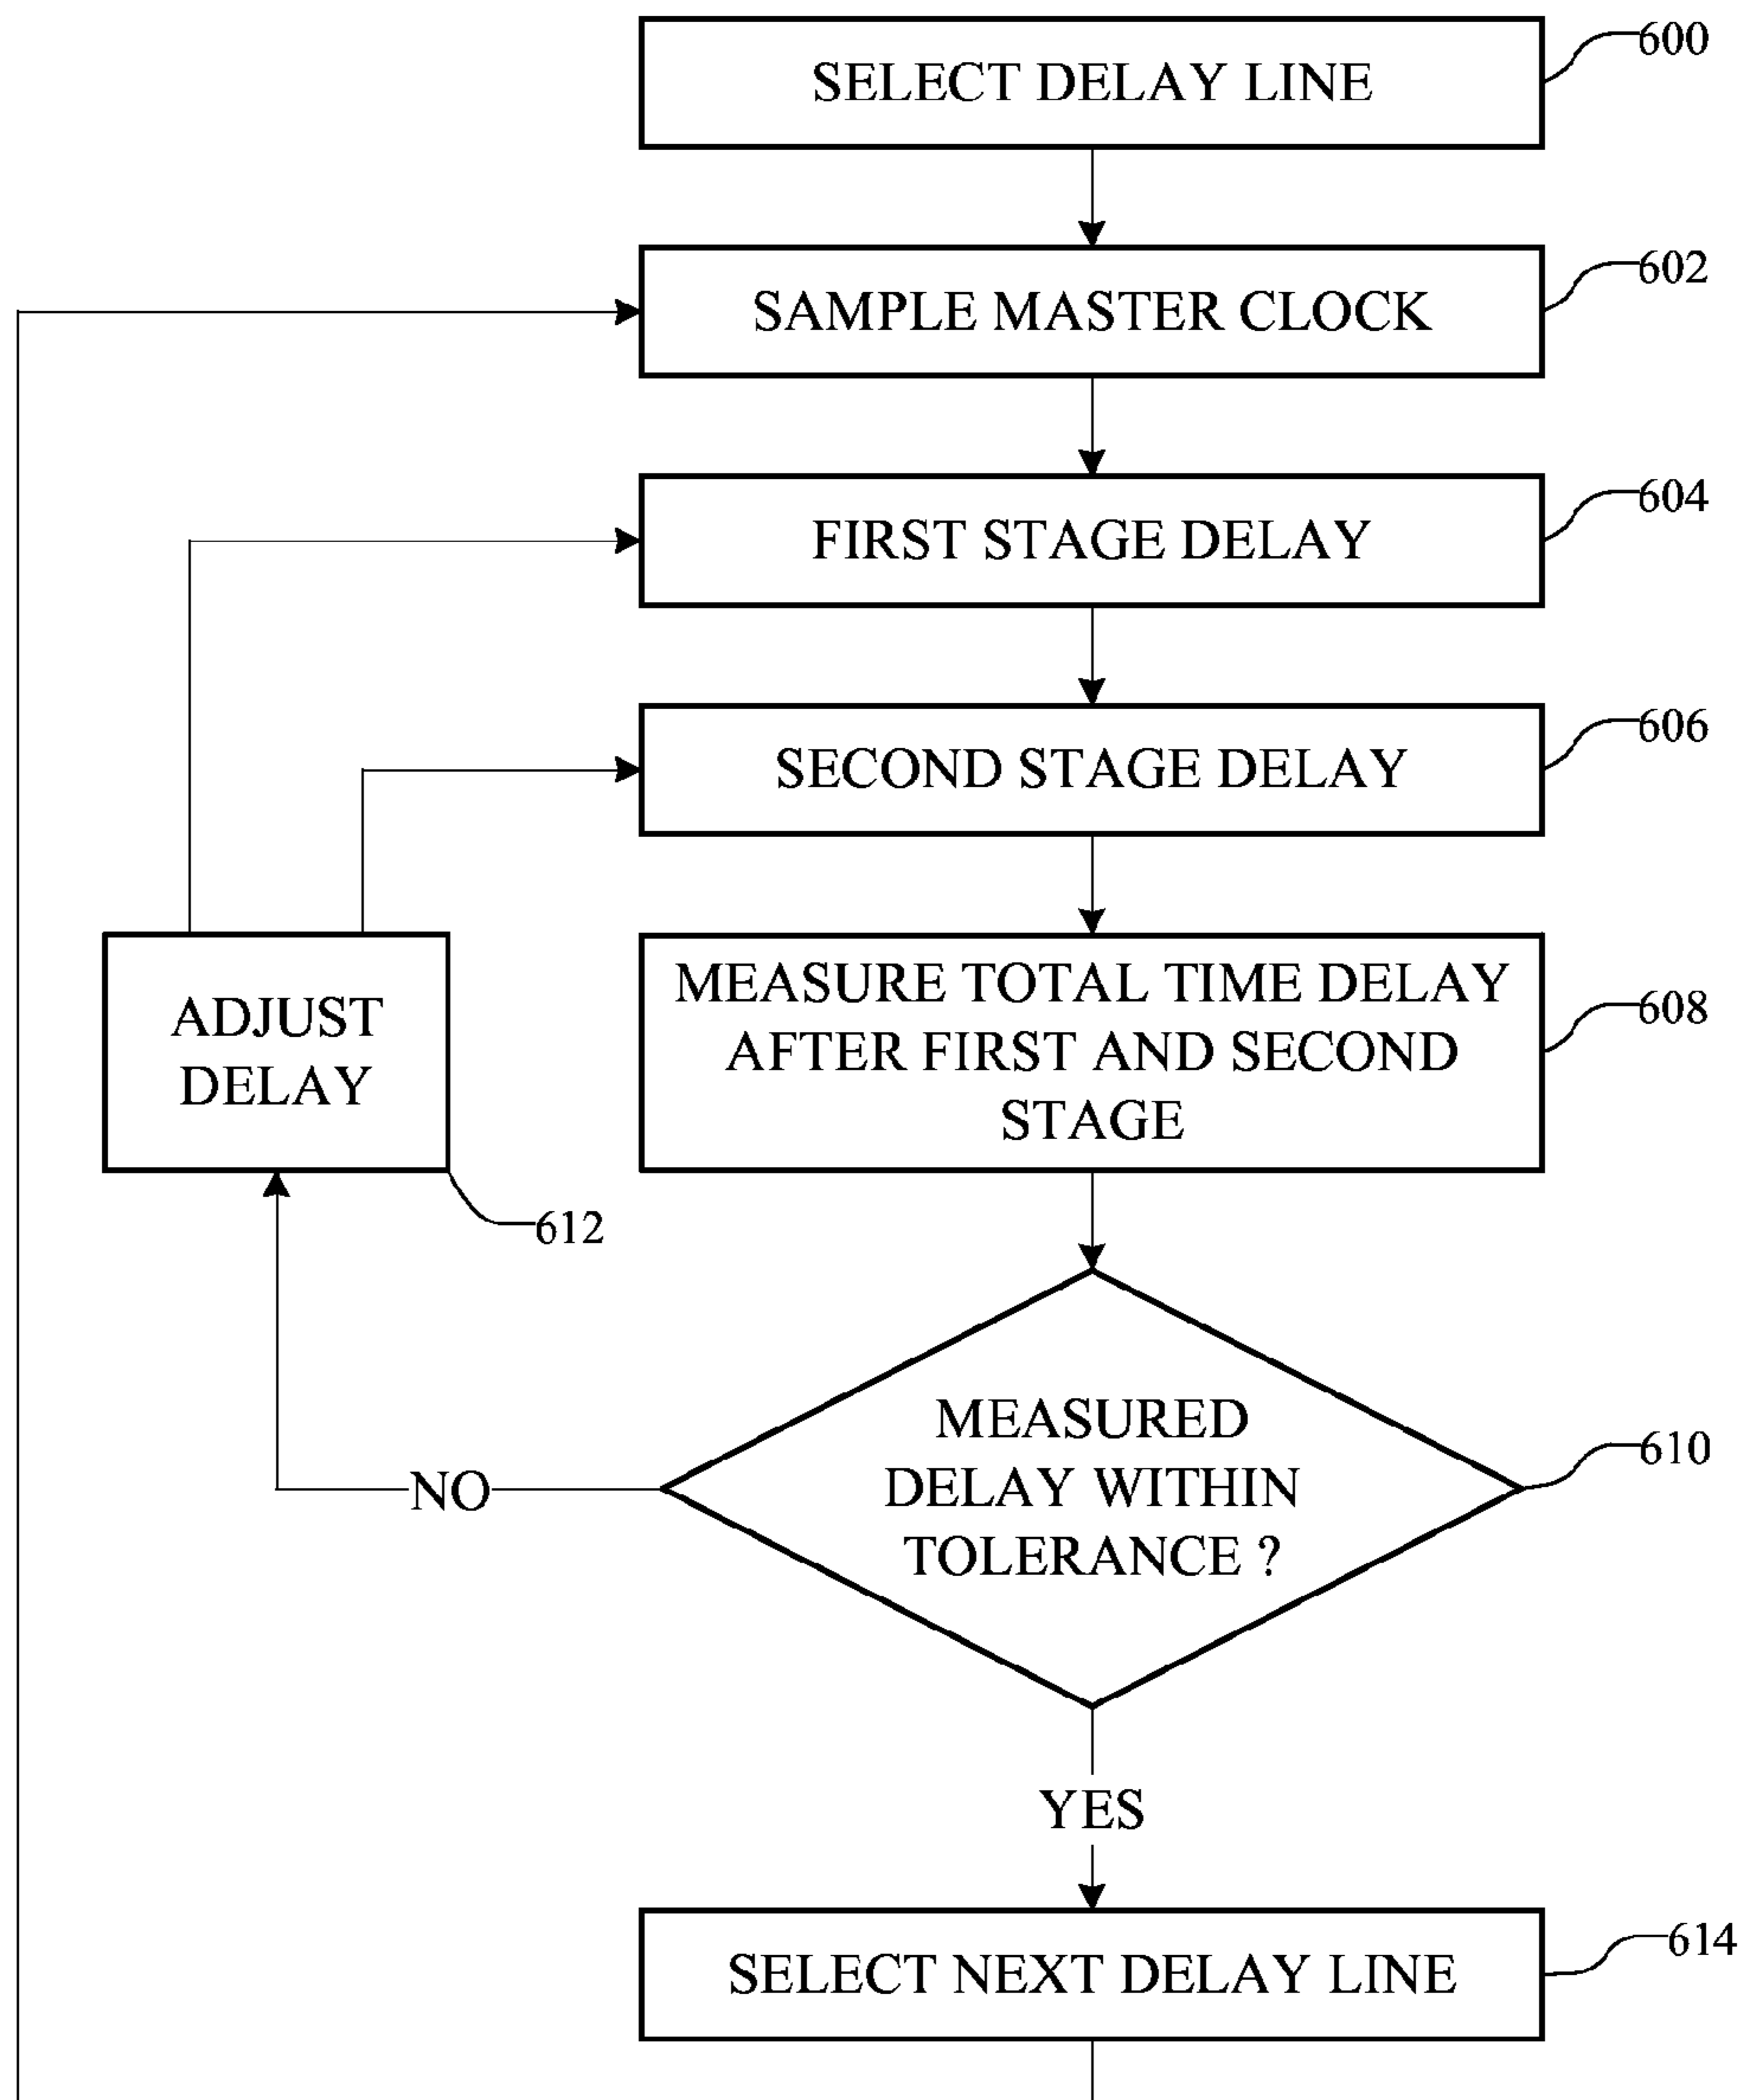 SELECT DELAY LINE
600
SAMPLE MASTER CLOCK
602
FIRST STAGE DELAY
604
SECOND STAGE DELAY
606
MEASURE TOTAL TIME DELAY
AFTER FIRST AND SECOND
STAGE
608
ADJUST
DELAY
612
MEASURED
DELAY WITHIN
TOLERANCE ?
610
NO
YES
SELECT NEXT DELAY LINE
614